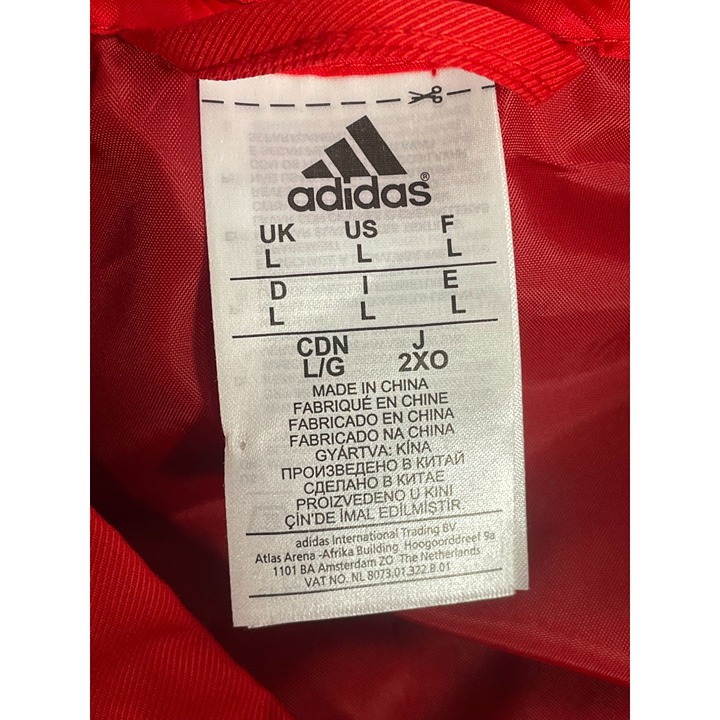 adidas®
UK US F
L L L
D I E
L L L
CDN J
L/G 2XO
MADE IN CHINA
FABRIQUÉ EN CHINE
FABRICADO EN CHINA
FABRICADO NA CHINA
GYÁRTVA: KÍNA
ПРОИЗВЕДЕНО В КИТАЙ
СДЕЛАНО В КИТАЕ
PROIZVEDENO U KINI
ÇİN'DE İMAL EDİLMİŞTİR.
adidas International Trading BV
Atlas Arena -Afrika Building Hoogoorddreef 9a
1101 BA Amsterdam ZO The Netherlands
VAT NO. NL 8073.01.322.B.01